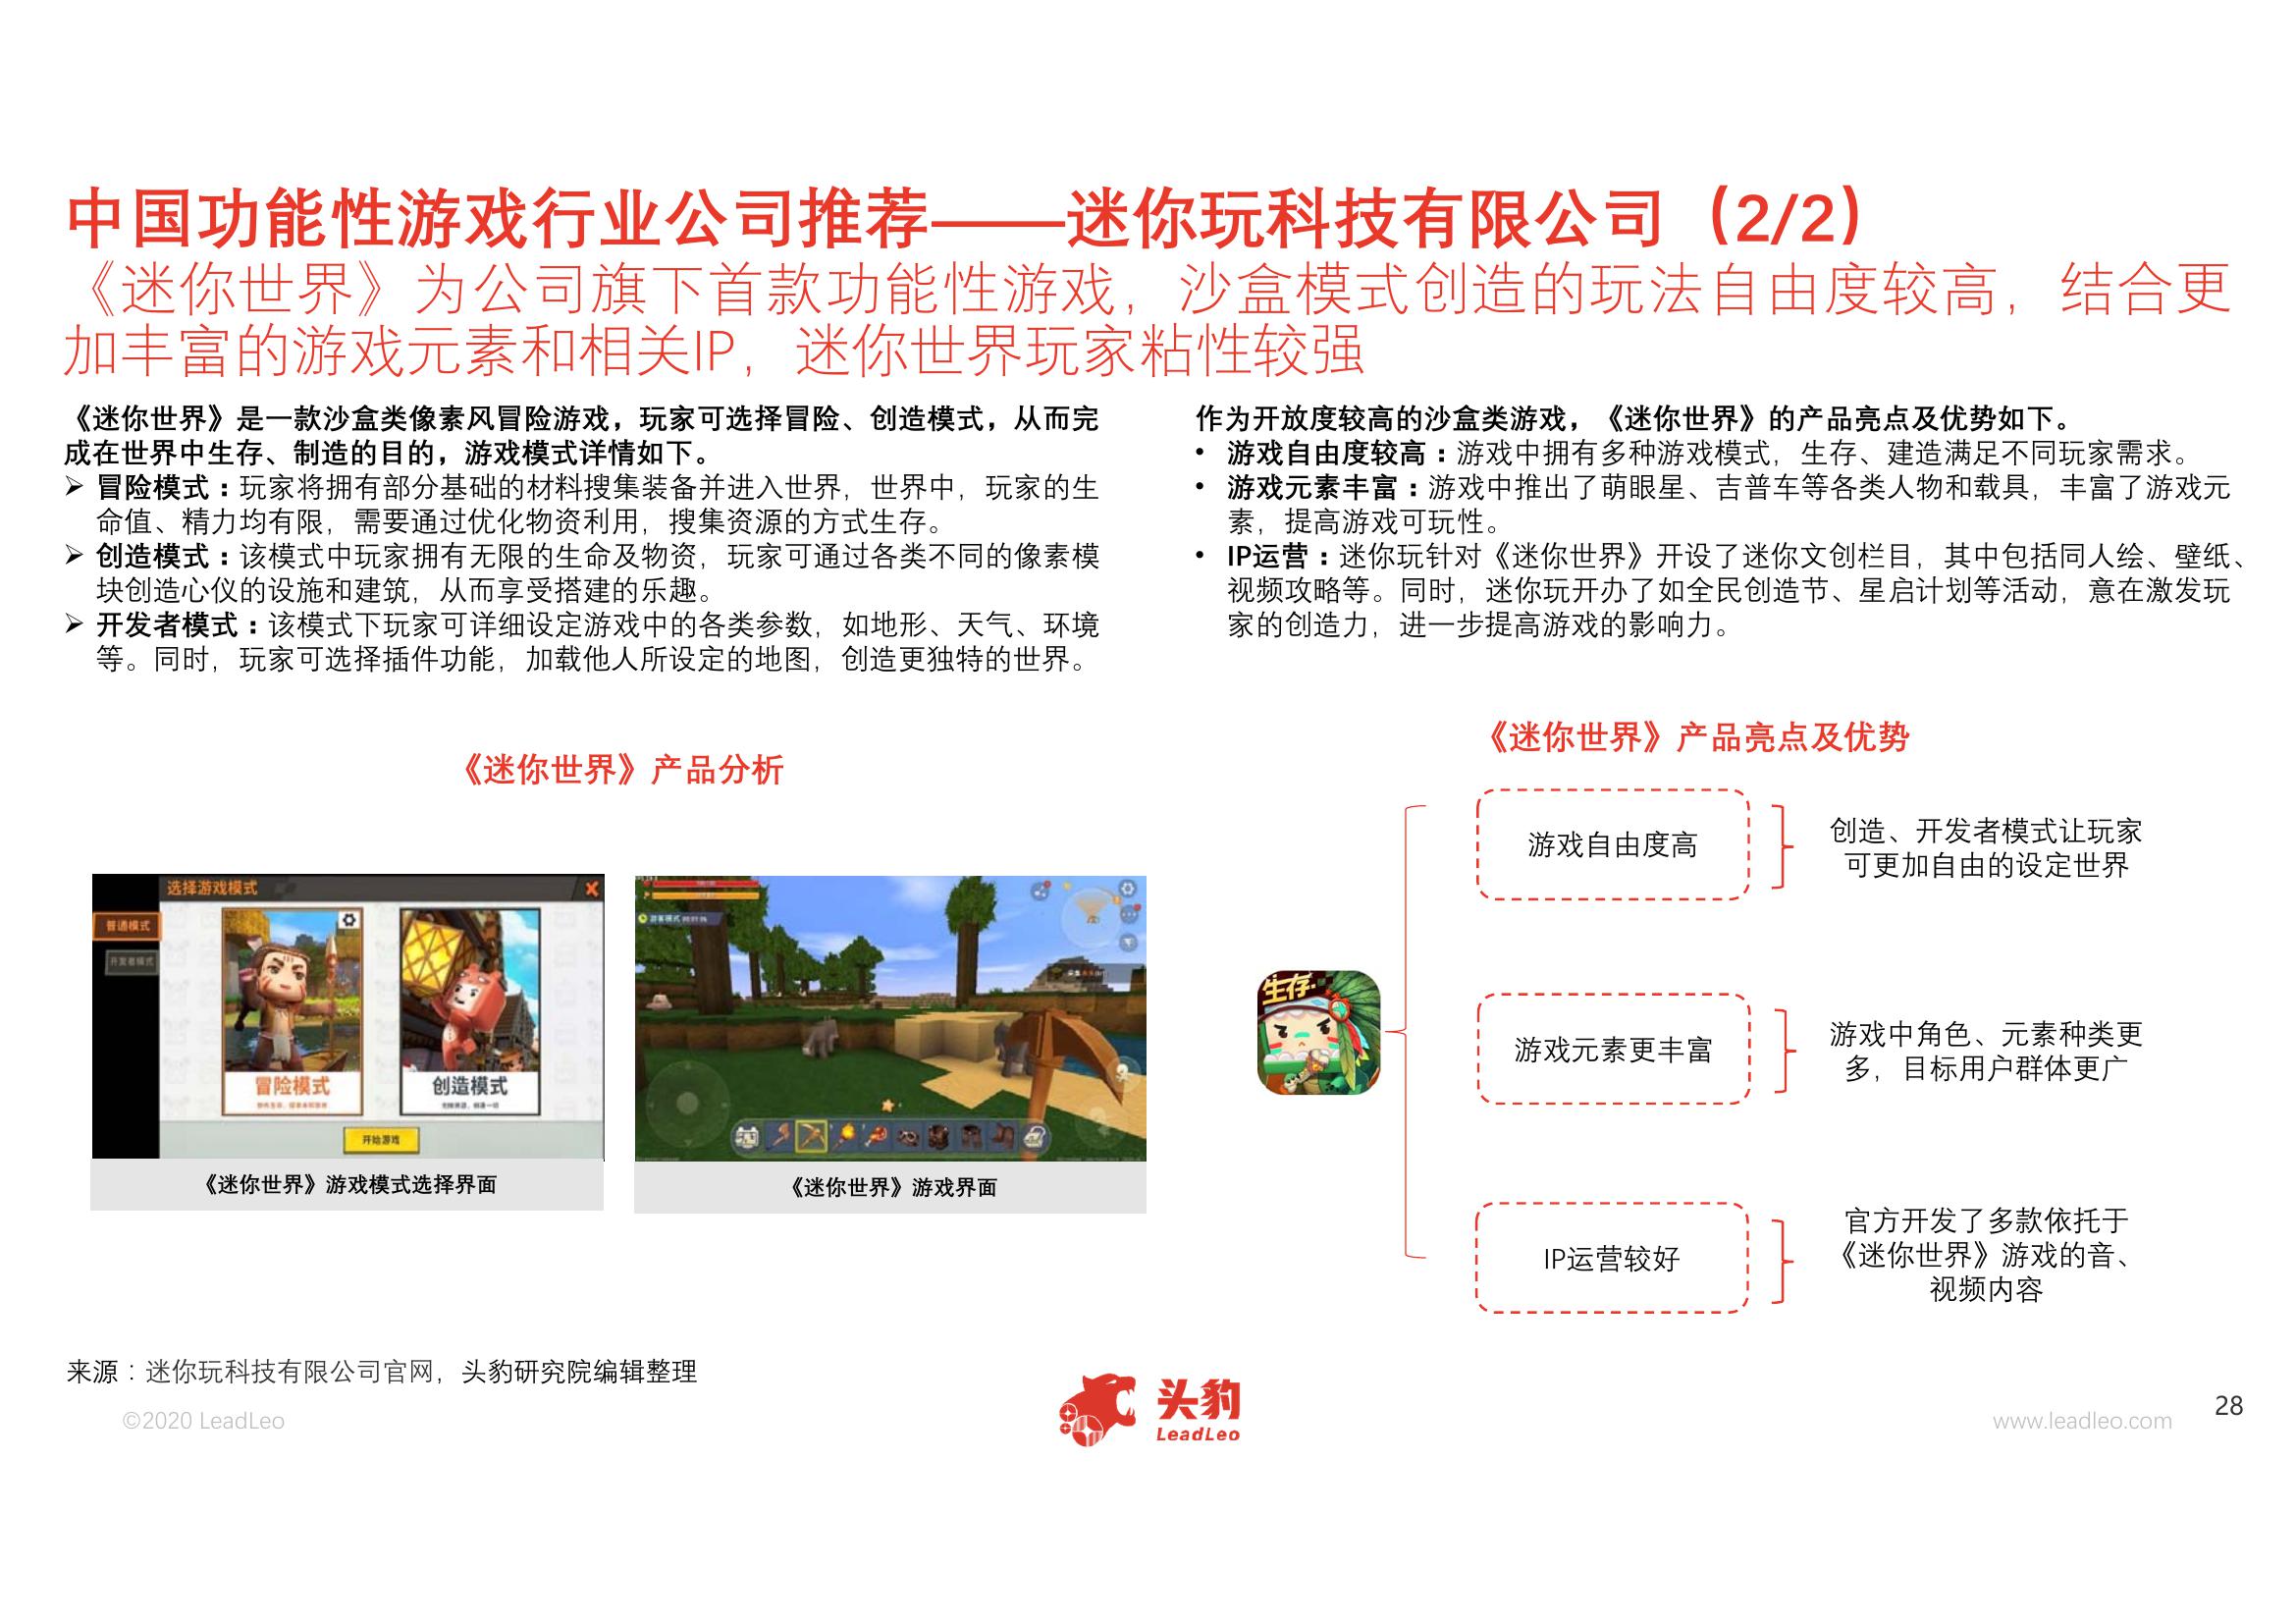 中国功能性游戏行业公司推荐——迷你玩科技有限公司（2/2）
《迷你世界》为公司旗下首款功能性游戏，沙盒模式创造的玩法自由度较高，结合更
加丰富的游戏元素和相关IP，迷你世界玩家粘性较强
《迷你世界》是一款沙盒类像素风冒险游戏，玩家可选择冒险、创造模式，从而完
成在世界中生存、制造的目的，游戏模式详情如下。
➢ 冒险模式：玩家将拥有部分基础的材料搜集装备并进入世界，世界中，玩家的生
命值、精力均有限，需要通过优化物资利用，搜集资源的方式生存。
➢ 创造模式：该模式中玩家拥有无限的生命及物资，玩家可通过各类不同的像素模
块创造心仪的设施和建筑，从而享受搭建的乐趣。
➢ 开发者模式：该模式下玩家可详细设定游戏中的各类参数，如地形、天气、环境
等。同时，玩家可选择插件功能，加载他人所设定的地图，创造更独特的世界。
作为开放度较高的沙盒类游戏，《迷你世界》的产品亮点及优势如下。
• 游戏自由度较高：游戏中拥有多种游戏模式，生存、建造满足不同玩家需求。
• 游戏元素丰富：游戏中推出了萌眼星、吉普车等各类人物和载具，丰富了游戏元
素，提高游戏可玩性。
• IP运营：迷你玩针对《迷你世界》开设了迷你文创栏目，其中包括同人绘、壁纸、
视频攻略等。同时，迷你玩开办了如全民创造节、星启计划等活动，意在激发玩
家的创造力，进一步提高游戏的影响力。
《迷你世界》产品分析
选择游戏模式
普通模式
开发者模式
冒险模式
创造模式
开始游戏
《迷你世界》游戏模式选择界面
《迷你世界》游戏界面
《迷你世界》产品亮点及优势
生存
游戏自由度高
创造、开发者模式让玩家
可更加自由的设定世界
游戏元素更丰富
游戏中角色、元素种类更
多，目标用户群体更广
IP运营较好
官方开发了多款依托于
《迷你世界》游戏的音、
视频内容
来源：迷你玩科技有限公司官网，头豹研究院编辑整理
©2020 LeadLeo
头豹
LeadLeo
www.leadleo.com
28